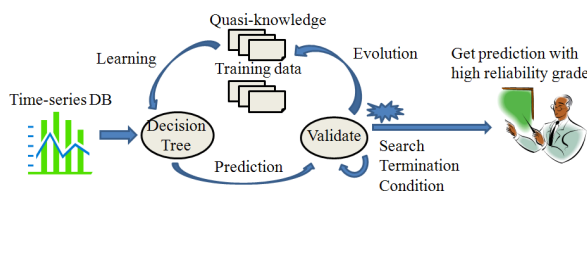 Quasi-knowledge
Learning
Training data
Evolution
Get prediction with
high reliability grade
Time-series DB
Decision
Tree
Validate
Prediction
Search
Termination
Condition